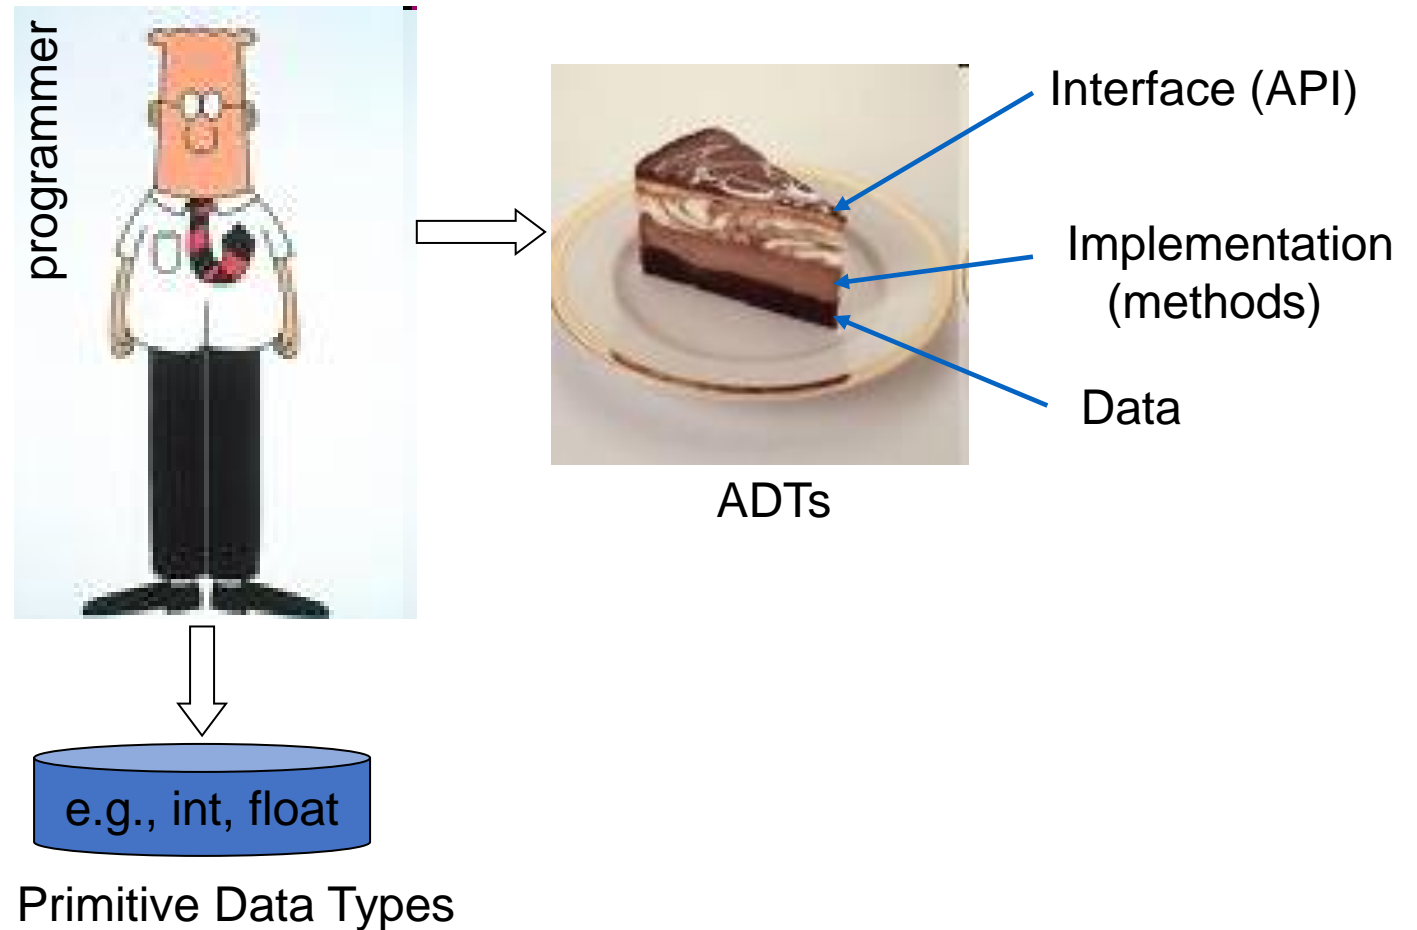 programmer
Interface (API)
Implementation
(methods)
Data
ADTs
e.g., int, float
Primitive Data Types